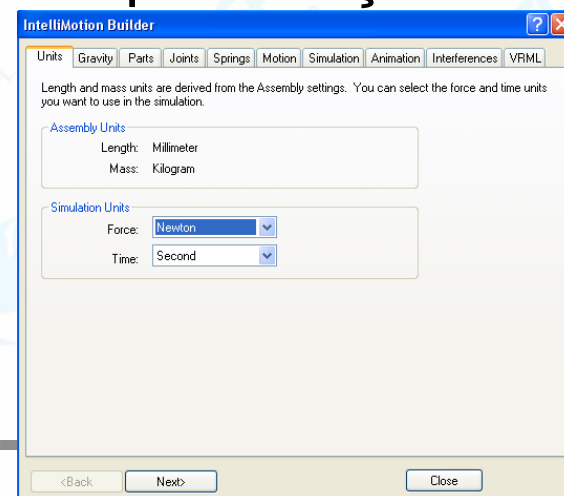 IntelliMotion Builder
Units Gravity Parts Joints Springs Motion Simulation Animation Interferences VRML
Length and mass units are derived from the Assembly settings. You can select the force and time units
you want to use in the simulation.
Assembly Units
Length: Millimeter
Mass: Kilogram
Simulation Units
Force: Newton
Time: Second
<Back Next> Close